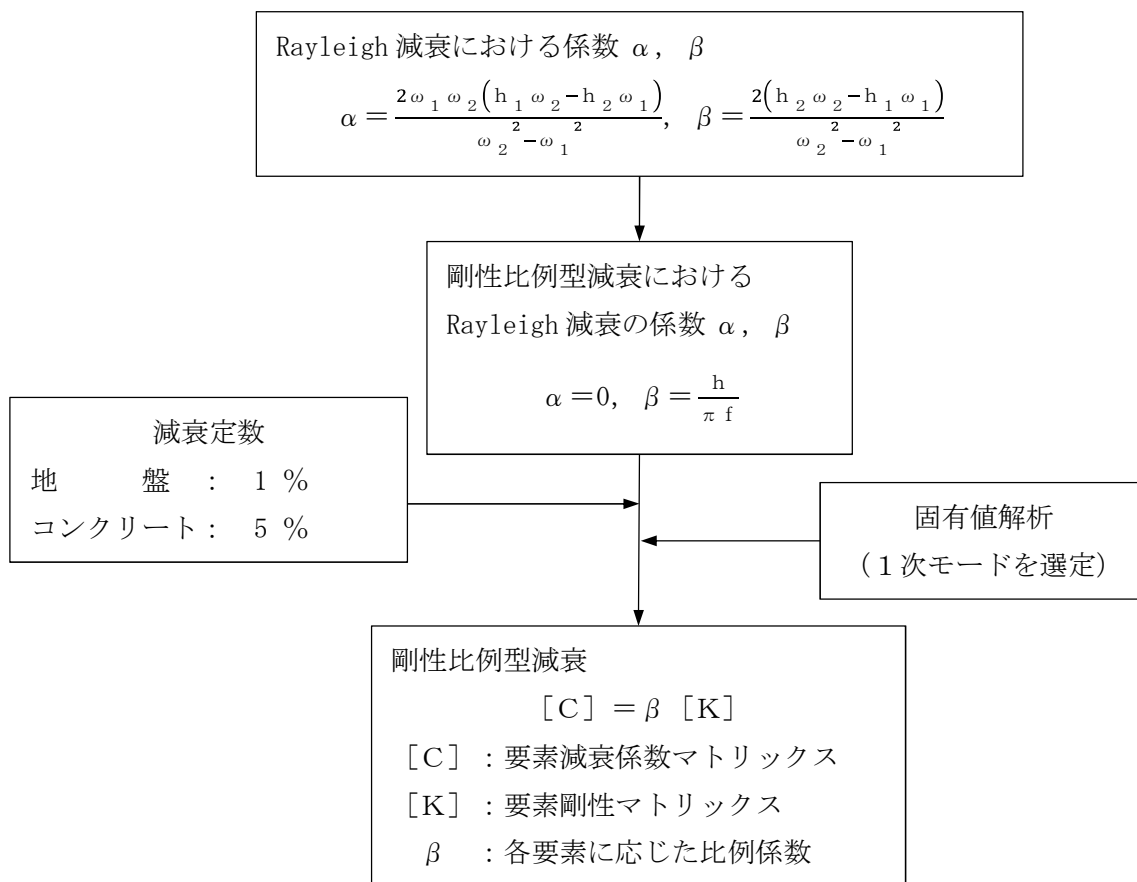 Rayleigh 減衰における係数 α, β
α=2ω₁ω₂(h₁ω₂−h₂ω₁)/(ω₂²−ω₁²), β=2(h₂ω₂−h₁ω₁)/(ω₂²−ω₁²)
剛性比例型減衰における
Rayleigh 減衰の係数 α, β
α=0, β=h/(π f)
減衰定数
地 盤 : 1 %
コンクリート: 5 %
固有値解析
(1次モードを選定)
剛性比例型減衰
[C]=β [K]
[C] :要素減衰係数マトリックス
[K] :要素剛性マトリックス
β :各要素に応じた比例係数